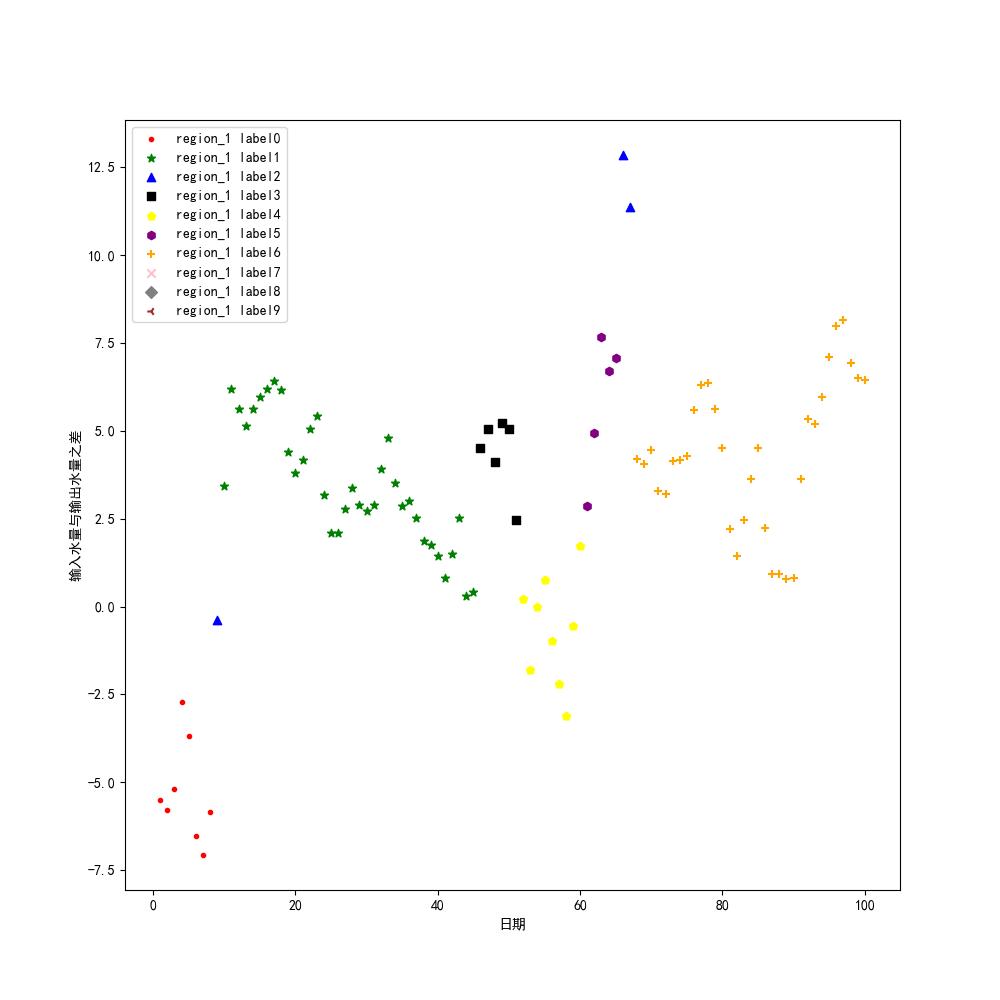 region_1 label0
region_1 label1
region_1 label2
region_1 label3
region_1 label4
region_1 label5
region_1 label6
region_1 label7
region_1 label8
region_1 label9
12.5
10.0
7.5
5.0
2.5
0.0
−2.5
−5.0
−7.5
输入水量与输出水量之差
0 20 40 60 80 100
日期